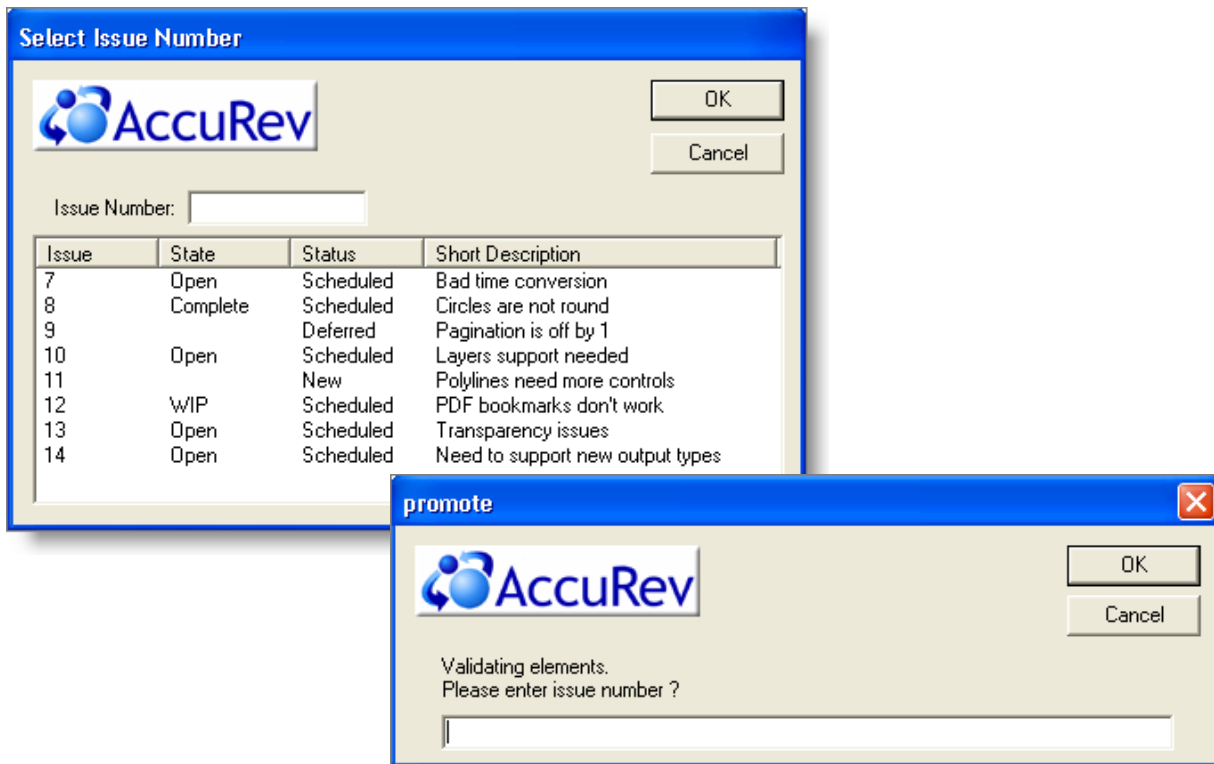 Select Issue Number
AccuRev
OK
Cancel
Issue Number:
Issue State Status Short Description
7 Open Scheduled Bad time conversion
8 Complete Scheduled Circles are not round
9 Deferred Pagination is off by 1
10 Open Scheduled Layers support needed
11 New Polylines need more controls
12 WIP Scheduled PDF bookmarks don't work
13 Open Scheduled Transparency issues
14 Open Scheduled Need to support new output types
promote
AccuRev
OK
Cancel
Validating elements.
Please enter issue number ?